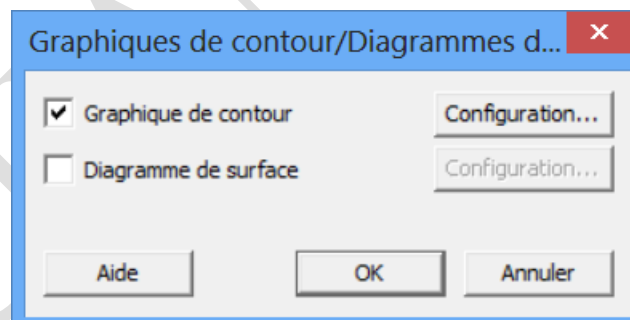 Graphiques de contour/Diagrammes d...
Graphique de contour Configuration...
Diagramme de surface Configuration...
Aide OK Annuler